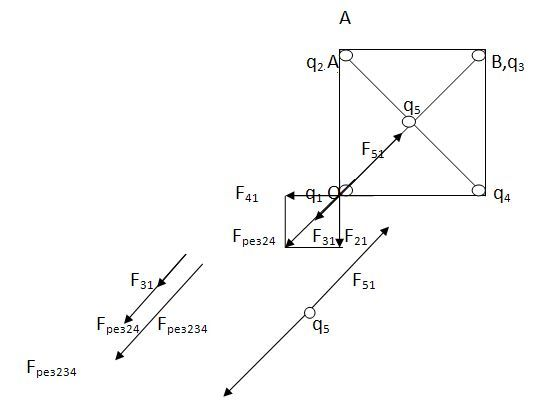 A
q₂ A
B,q₃
q₅
F₅₁
F₄₁
q₁ O
q₄
Fрез24
F₃₁ F₂₁
F₃₁
F₅₁
Fрез24
Fрез234
q₅
Fрез234